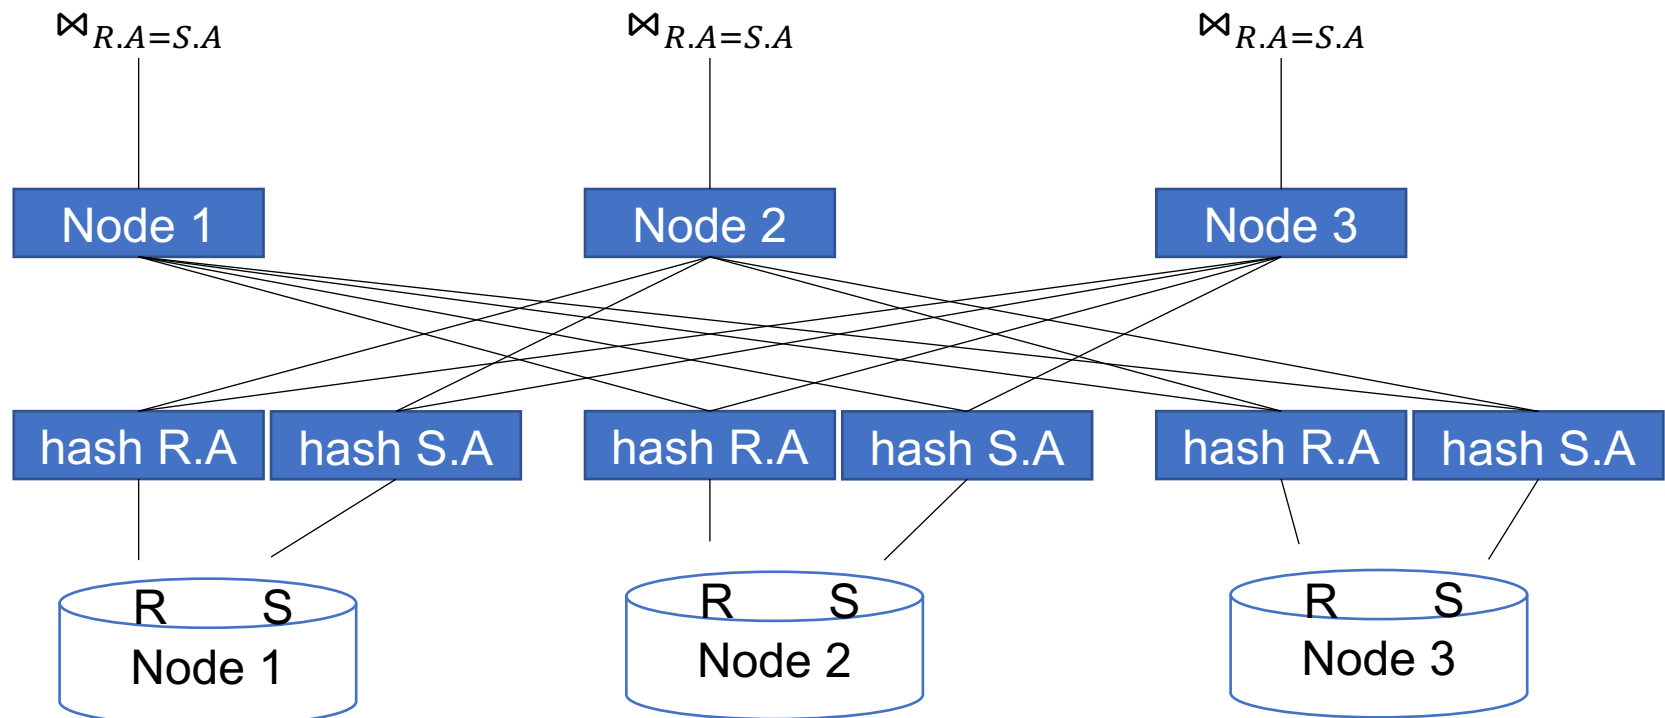 ⋈R.A=S.A ⋈R.A=S.A ⋈R.A=S.A
Node 1 Node 2 Node 3
hash R.A hash S.A hash R.A hash S.A hash R.A hash S.A
R S R S R S
Node 1 Node 2 Node 3